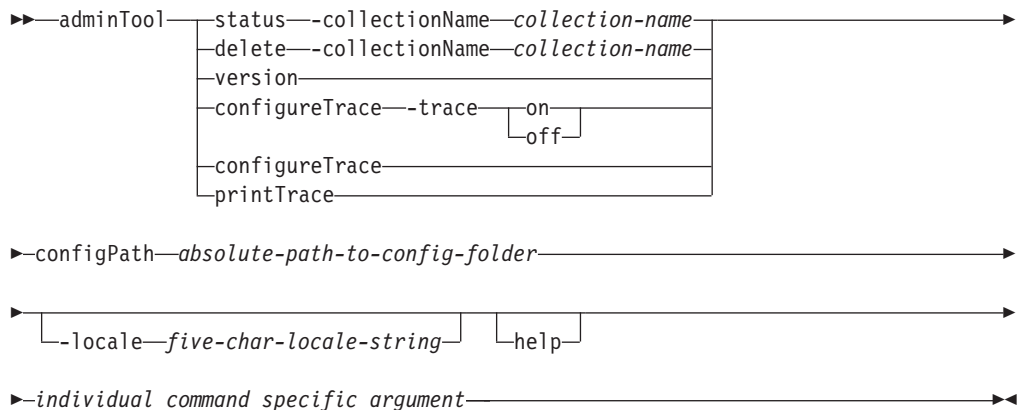 adminTool status -collectionName collection-name
delete -collectionName collection-name
version
configureTrace -trace on
off
configureTrace
printTrace
configPath absolute-path-to-config-folder
-locale five-char-locale-string help
individual command specific argument